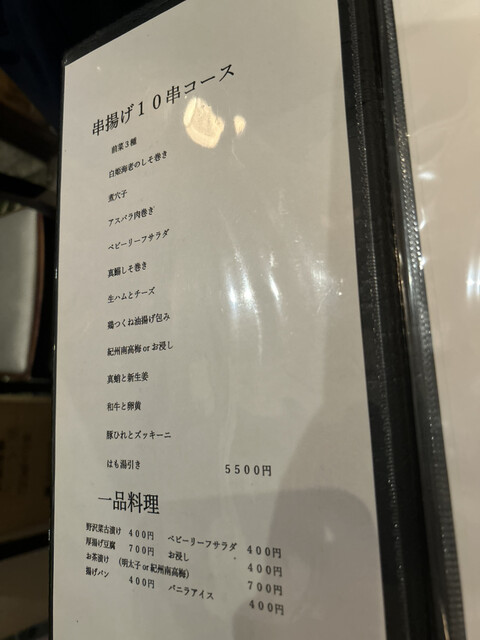 串揚げ10串コース
前菜3種
白姫海老のしそ巻き
煮穴子
アスパラ肉巻き
ベビーリーフサラダ
真鯛しそ巻き
生ハムとチーズ
鶏つくね油揚げ包み
紀州南高梅orお浸し
真蛸と新生姜
和牛と卵黄
豚ひれとズッキーニ
はも湯引き 5500円
一品料理
野沢菜古漬け 400円 ベビーリーフサラダ 400円
厚揚げ豆腐 700円 お浸し 400円
お茶漬け (明太子or紀州南高梅) 700円
揚げパン 400円 バニラアイス 400円